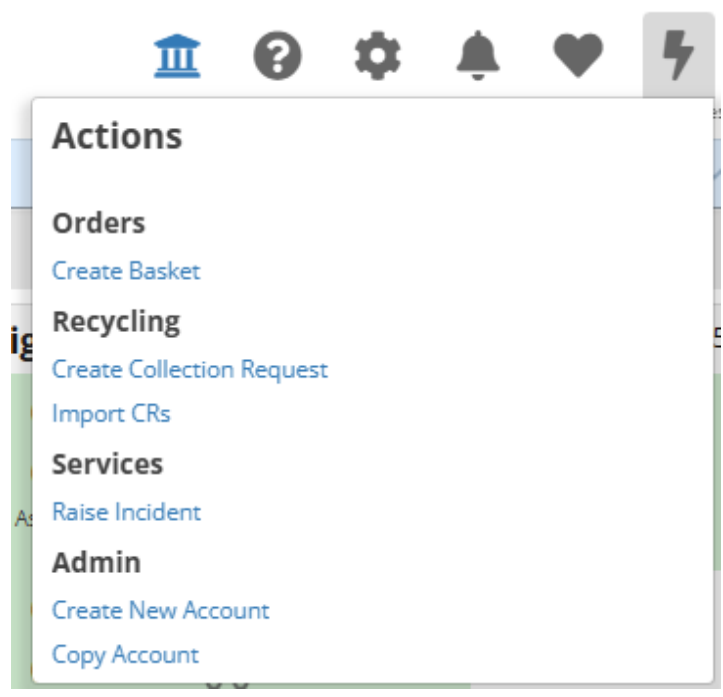 Actions
Orders
Create Basket
Recycling
Create Collection Request
Import CRs
Services
Raise Incident
Admin
Create New Account
Copy Account